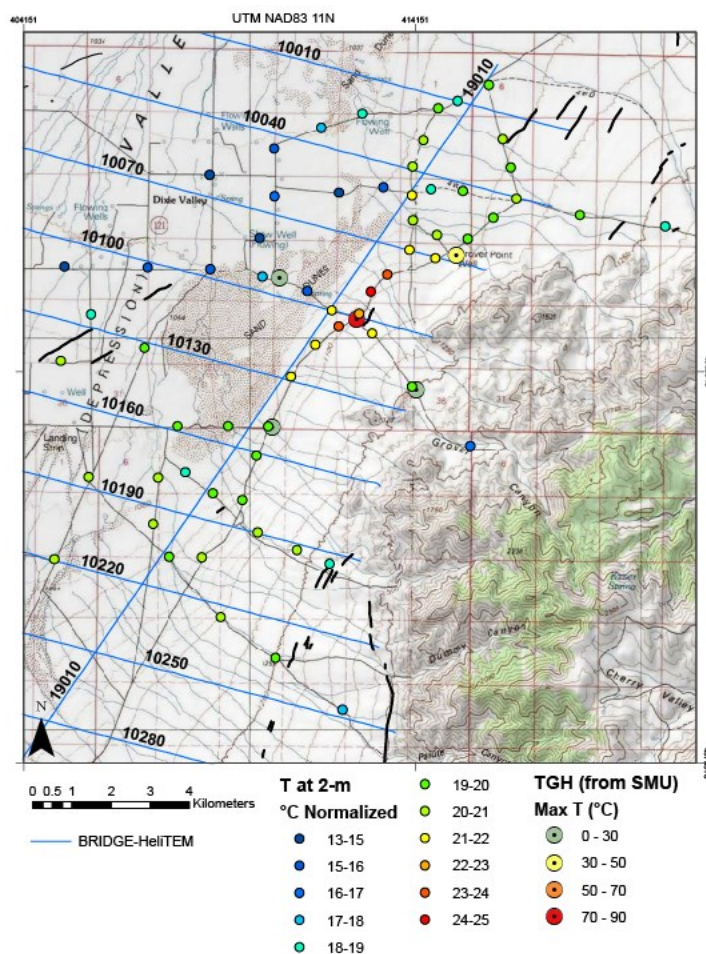 UTM NAD83 11N
404151
414151
10010
19010
Sand Dunes
VALLE
10040
Flowing Wells
Flowing Well
10070
Dixie Valley
Spring
121
Flowing Wells
10100
DEPRESSION)
SAND
DUNES
10130
Well
10160
Landing Strip
Grover
Canyon
10190
10220
Dummy Canyon
10250
Cherry Valley
19010
N
10280
0 0.5 1 2 3 4
Kilometers
BRIDGE-HeliTEM
T at 2-m
°C Normalized
13-15
15-16
16-17
17-18
18-19
19-20
20-21
21-22
22-23
23-24
24-25
TGH (from SMU)
Max T (°C)
0 - 30
30 - 50
50 - 70
70 - 90